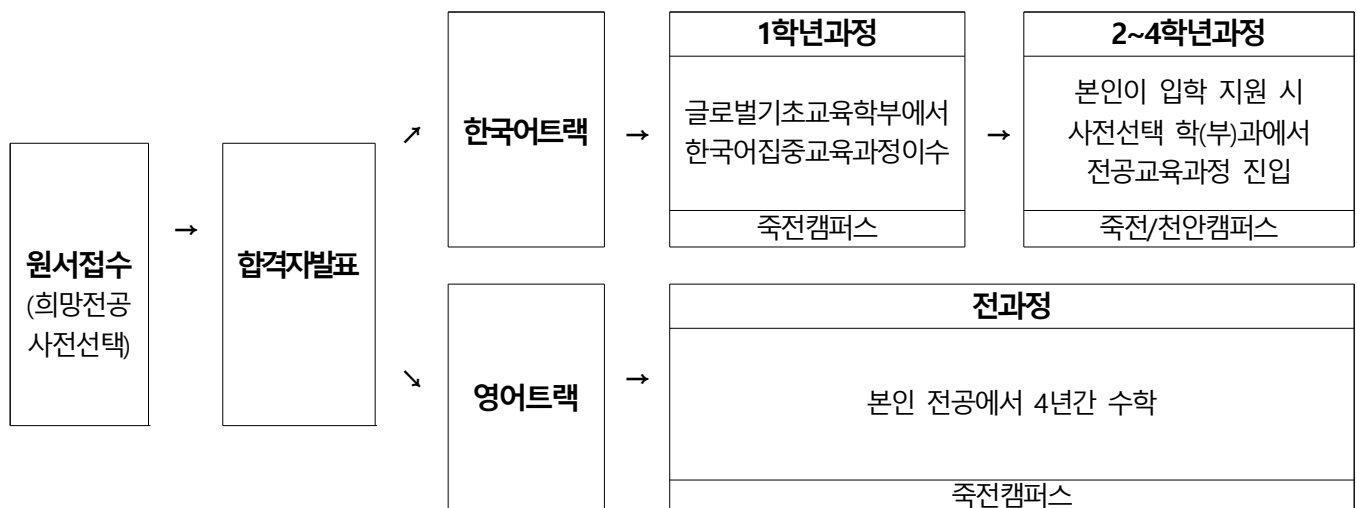 원서접수
(희망전공
사전선택)
→
합격자발표
↗
한국어트랙
→
1학년과정
글로벌기초교육학부에서
한국어집중교육과정이수
죽전캠퍼스
→
2~4학년과정
본인이 입학 지원 시
사전선택 학(부)과에서
전공교육과정 진입
죽전/천안캠퍼스
↘
영어트랙
→
전과정
본인 전공에서 4년간 수학
죽전캠퍼스